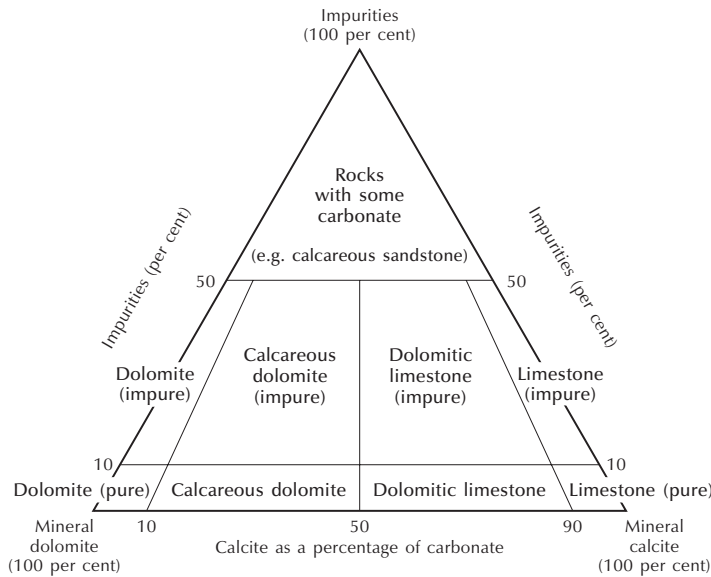 Impurities
(100 per cent)
Rocks
with some
carbonate
(e.g. calcareous sandstone)
Impurities (per cent)
Impurities (per cent)
50
50
Dolomite
(impure)
Calcareous
dolomite
(impure)
Dolomitic
limestone
(impure)
Limestone
(impure)
10
10
Dolomite (pure)
Calcareous dolomite
Dolomitic limestone
Limestone (pure)
Mineral
dolomite
(100 per cent)
10
50
90
Calcite as a percentage of carbonate
Mineral
calcite
(100 per cent)